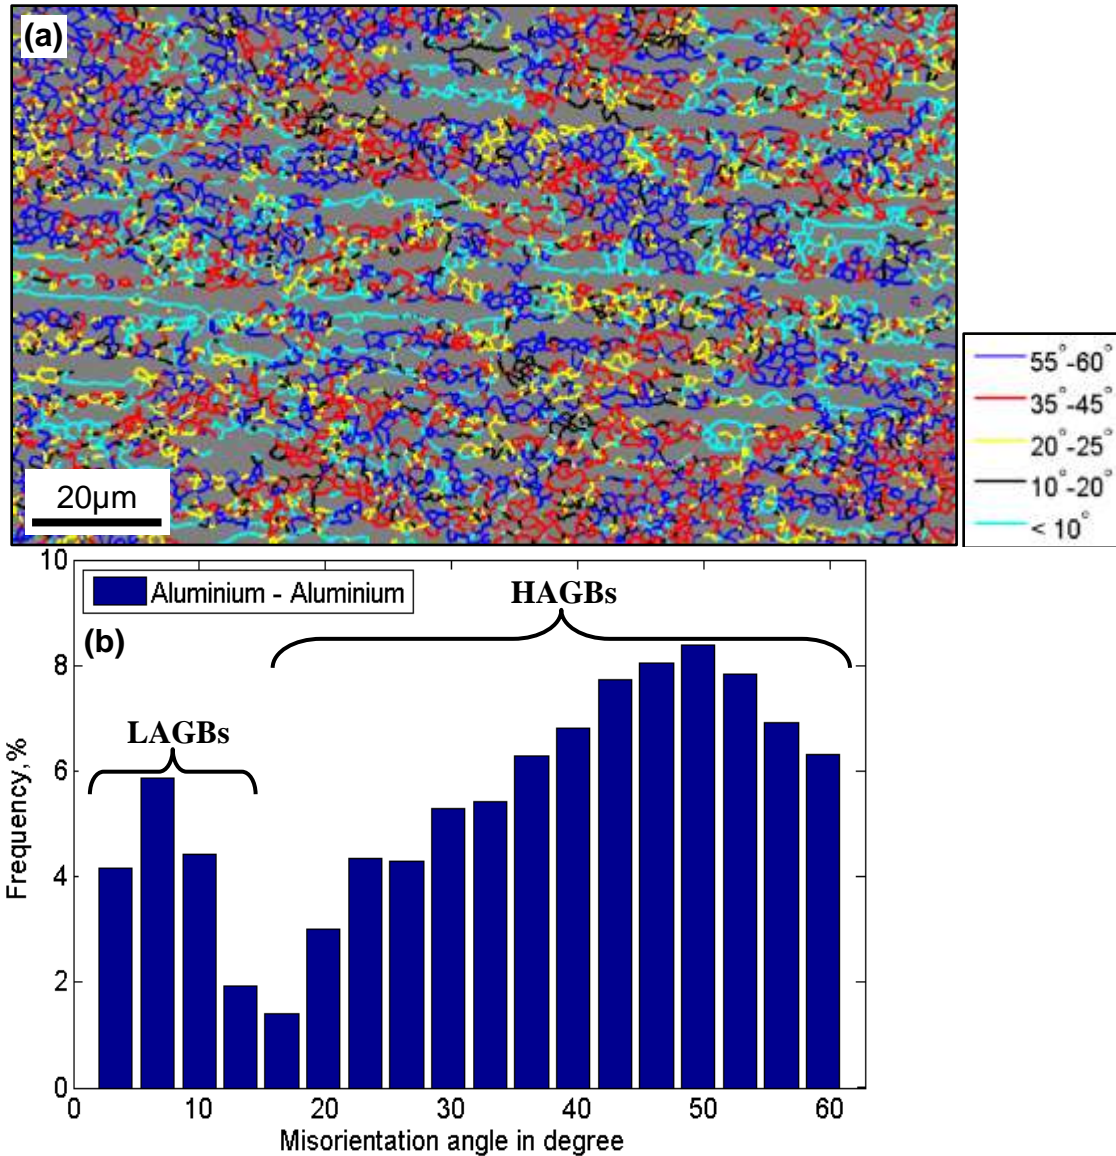 (a)
20µm
55°-60°
35°-45°
20°-25°
10°-20°
< 10°
10
8
6
4
2
0
Frequency,%
Aluminium - Aluminium
(b)
LAGBs
HAGBs
0 10 20 30 40 50 60
Misorientation angle in degree